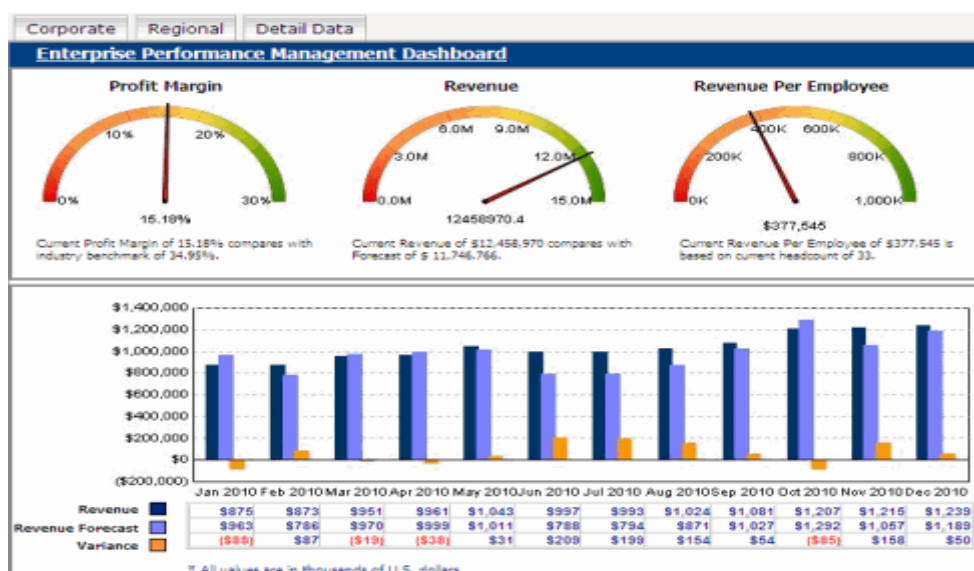 Corporate Regional Detail Data
Enterprise Performance Management Dashboard
Profit Margin Revenue Revenue Per Employee
10% 20% 6.0M 9.0M 400K 600K
3.0M 12.0M 200K 800K
0% 30% 0.0M 15.0M 0K 1,000K
15.18% 12458970.4 $377,545
Current Profit Margin of 15.18% compares with Current Revenue of $12,458,970 compares with Current Revenue Per Employee of $377,545 is
industry benchmark of 34.95%. Forecast of $ 11,746,766. based on current headcount of 33.
$1,400,000
$1,200,000
$1,000,000
$800,000
$600,000
$400,000
$200,000
$0
($200,000)
Jan 2010 Feb 2010 Mar 2010 Apr 2010 May 2010 Jun 2010 Jul 2010 Aug 2010 Sep 2010 Oct 2010 Nov 2010 Dec 2010
Revenue $875 $873 $951 $961 $1,043 $997 $993 $1,024 $1,081 $1,207 $1,215 $1,239
Revenue Forecast $963 $786 $970 $999 $1,011 $788 $794 $871 $1,027 $1,292 $1,057 $1,189
Variance ($88) $87 ($19) ($38) $31 $209 $199 $154 $54 ($85) $158 $50
* All values are in thousands of U.S. dollars